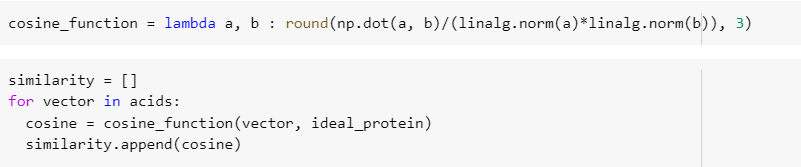 cosine_function = lambda a, b : round(np.dot(a, b)/(linalg.norm(a)*linalg.norm(b)), 3)
similarity = []
for vector in acids:
cosine = cosine_function(vector, ideal_protein)
similarity.append(cosine)